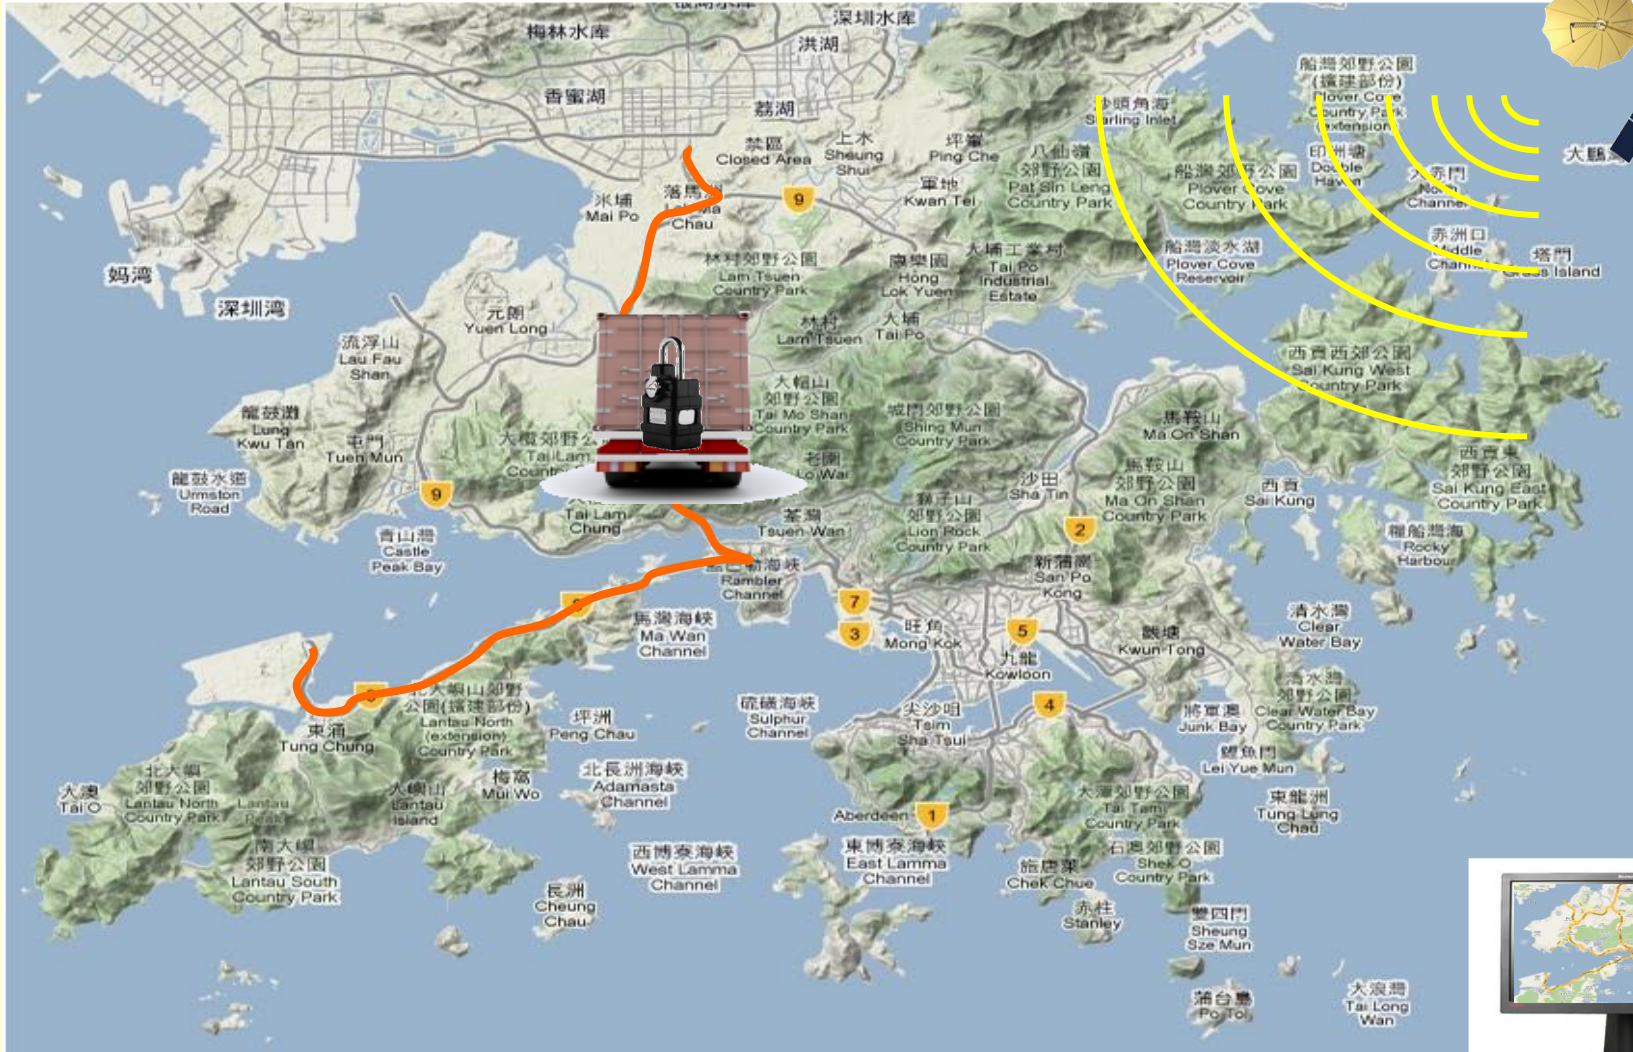 深圳水库
梅林水库
洪湖
香蜜湖
荔湖
船灣郊野公園
(擴建部份)
Plover Cove
Country Park
(extension)
沙頭角海
Starling Inlet
禁區
Closed Area
上水
Sheung
Shui
坪輋
Ping Che
八仙嶺
郊野公園
Pat Sin Leng
Country Park
印洲塘
Double
Haven
大赤門
North
Channel
船灣郊野公園
Plover Cove
Country Park
米埔
Mai Po
落馬洲
Lok Ma
Chau
9
軍地
Kwan Tei
赤洲口
Middle
Channel
塔門
Grass Island
船灣淡水湖
Plover Cove
Reservoir
妈湾
深圳湾
林村郊野公園
Lam Tsuen
Country Park
康樂園
Hong
Lok Yuen
大埔工業村
Tai Po
Industrial
Estate
元朗
Yuen Long
流浮山
Lau Fau
Shan
林村
Lam Tsuen
大埔
Tai Po
西貢西郊公園
Sai Kung West
Country Park
龍鼓灘
Lung
Kwu Tan
屯門
Tuen Mun
大帽山
郊野公園
Tai Mo Shan
Country Park
城門郊野公園
Shing Mun
Country Park
馬鞍山
Ma On Shan
大欖郊野公
Tai Lam
老圍
Lo Wai
沙田
Sha Tin
馬鞍山
郊野公園
Ma On Shan
Country Park
西貢
Sai Kung
西貢東
郊野公園
Sai Kung East
Country Park
龍鼓水道
Urmston
Road
9
Tai Lam
Chung
荃灣
Tsuen Wan
獅子山
郊野公園
Lion Rock
Country Park
2
糧船灣海
Rocky
Harbour
青山灣
Castle
Peak Bay
Rambler
Channel
新蒲崗
San Po
Kong
馬灣海峽
Ma Wan
Channel
7
3
旺角
Mong Kok
5
觀塘
Kwun Tong
清水灣
Clear
Water Bay
九龍
Kowloon
清水灣
郊野公園
Clear Water Bay
Country Park
北大嶼山郊野
公園(擴建部份)
Lantau North
(extension)
Country Park
東涌
Tung Chung
坪洲
Peng Chau
硫磺海峽
Sulphur
Channel
尖沙咀
Tsim
Sha Tsui
4
將軍澳
Junk Bay
鯉魚門
Lei Yue Mun
大澳
Tai O
北大嶼
郊野公園
Lantau North
Country Park
Lantau
Peak
大嶼山
Lantau
Island
梅窩
Mui Wo
北長洲海峽
Adamasta
Channel
Aberdeen
1
大潭郊野公園
Tai Tam
Country Park
東龍洲
Tung Lung
Chau
南大嶼
郊野公園
Lantau South
Country Park
西博寮海峽
West Lamma
Channel
東博寮海峽
East Lamma
Channel
Chek Chue
石澳郊野公園
Shek O
Country Park
長洲
Cheung
Chau
赤柱
Stanley
雙四門
Sheung
Sze Mun
蒲台島
Po Toi
大浪灣
Tai Long
Wan